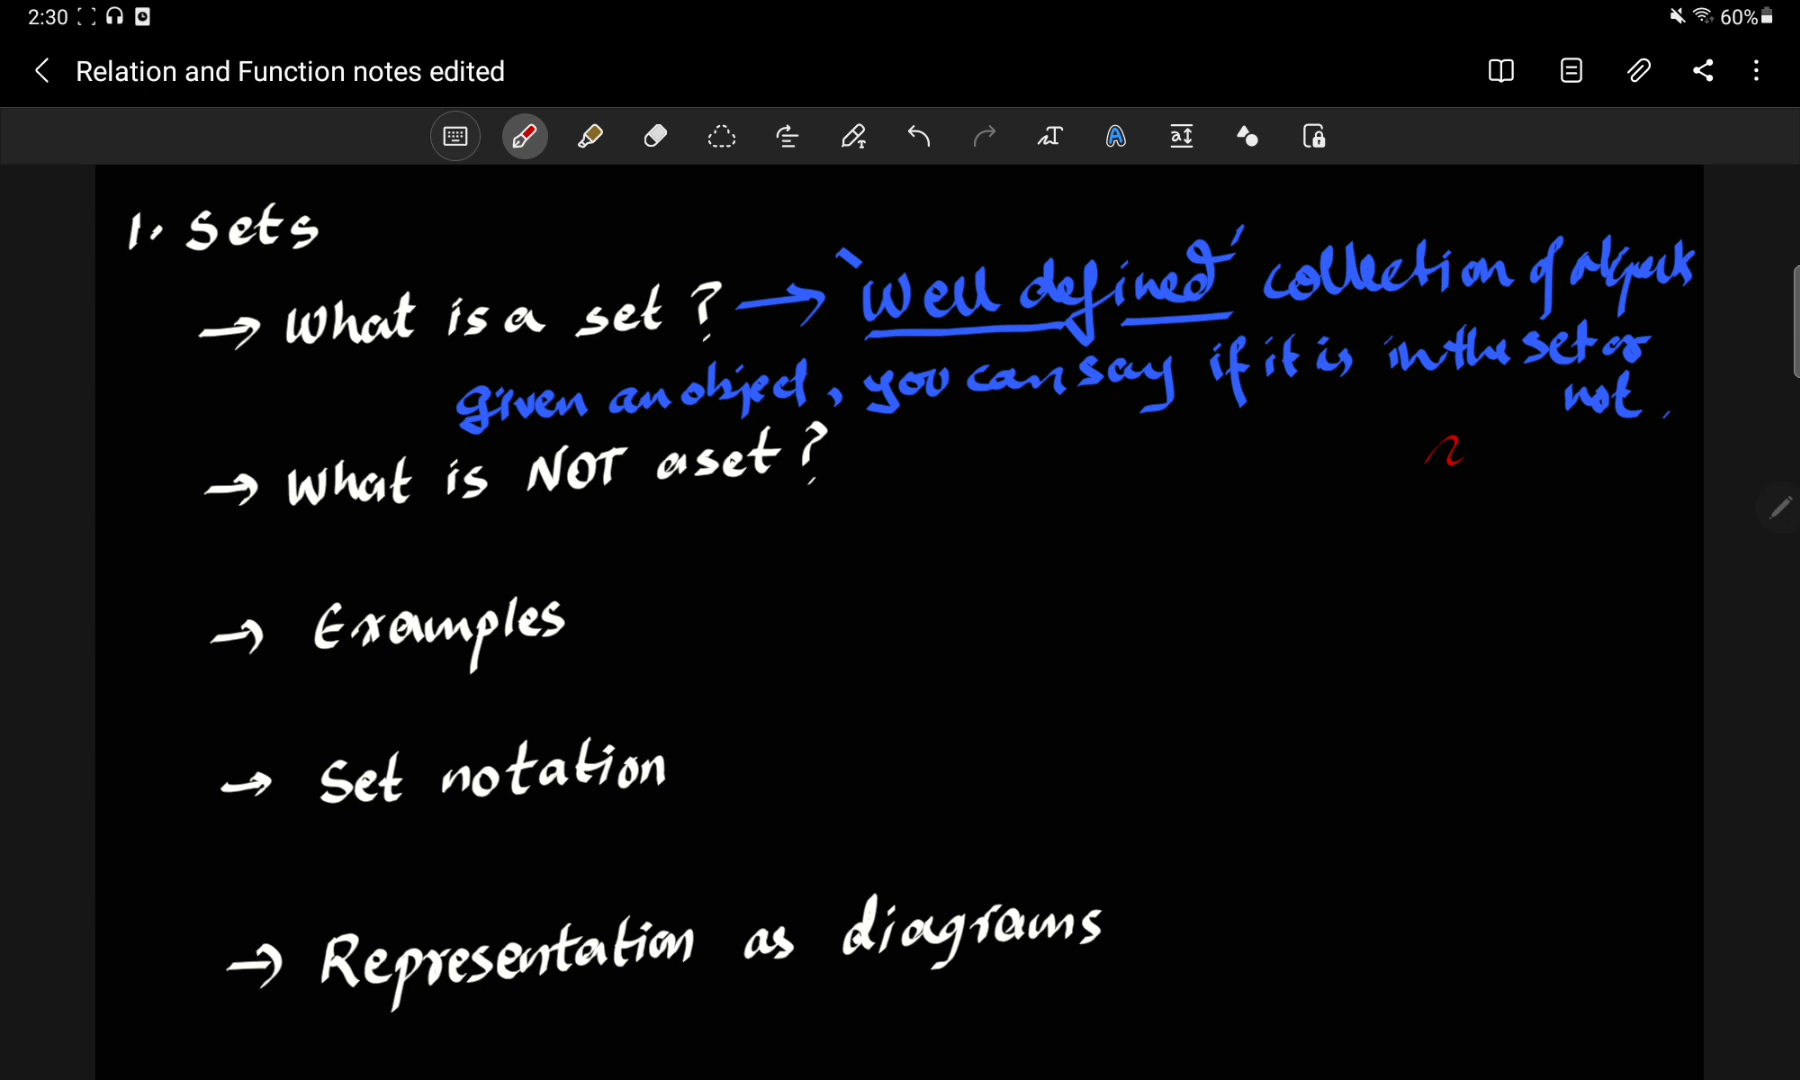 2:30
60%
Relation and Function notes edited
1. Sets
→ What is a set? → 'Well defined' collection of objects
given an object, you can say if it is in the set or
not.
→ What is NOT a set?
→ Examples
→ Set notation
→ Representation as diagrams